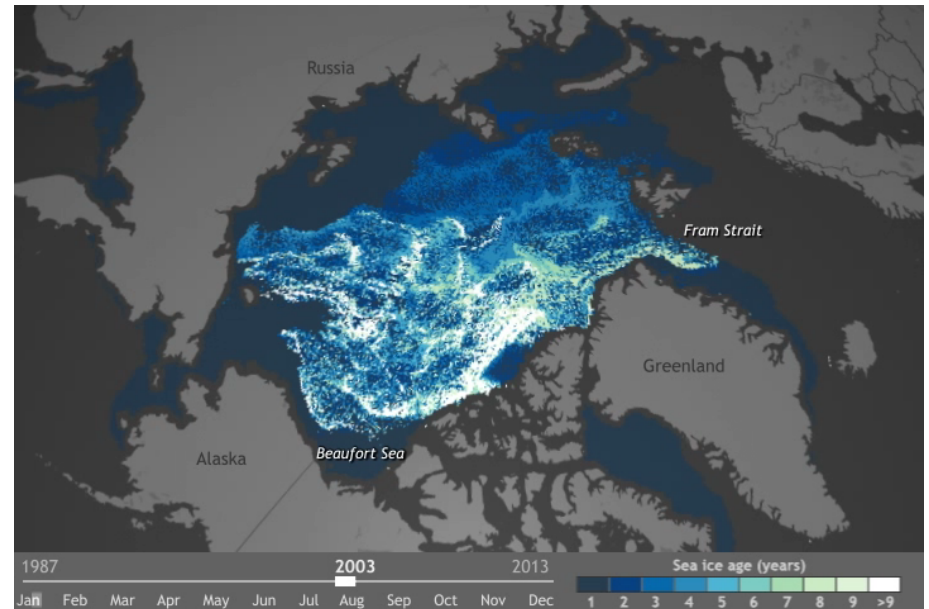 Russia
Fram Strait
Greenland
Alaska
Beaufort Sea
1987 2003 2013
Jan Feb Mar Apr May Jun Jul Aug Sep Oct Nov Dec
Sea ice age (years)
1 2 3 4 5 6 7 8 9 >9